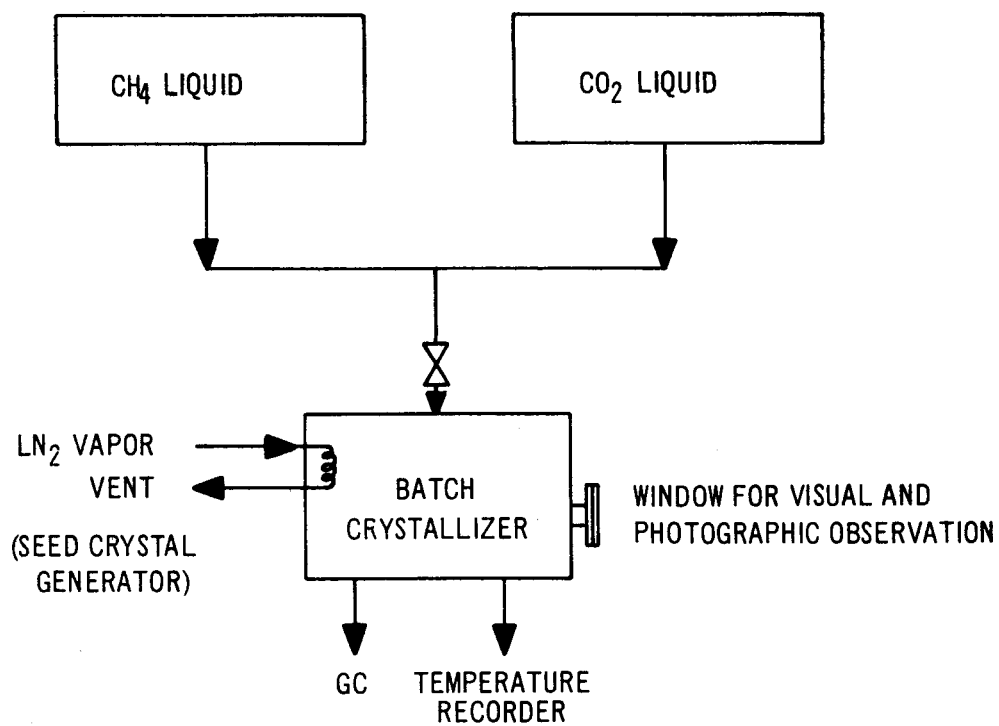 CH4 LIQUID
CO2 LIQUID
LN2 VAPOR
VENT
(SEED CRYSTAL
GENERATOR)
BATCH
CRYSTALLIZER
WINDOW FOR VISUAL AND
PHOTOGRAPHIC OBSERVATION
GC
TEMPERATURE
RECORDER